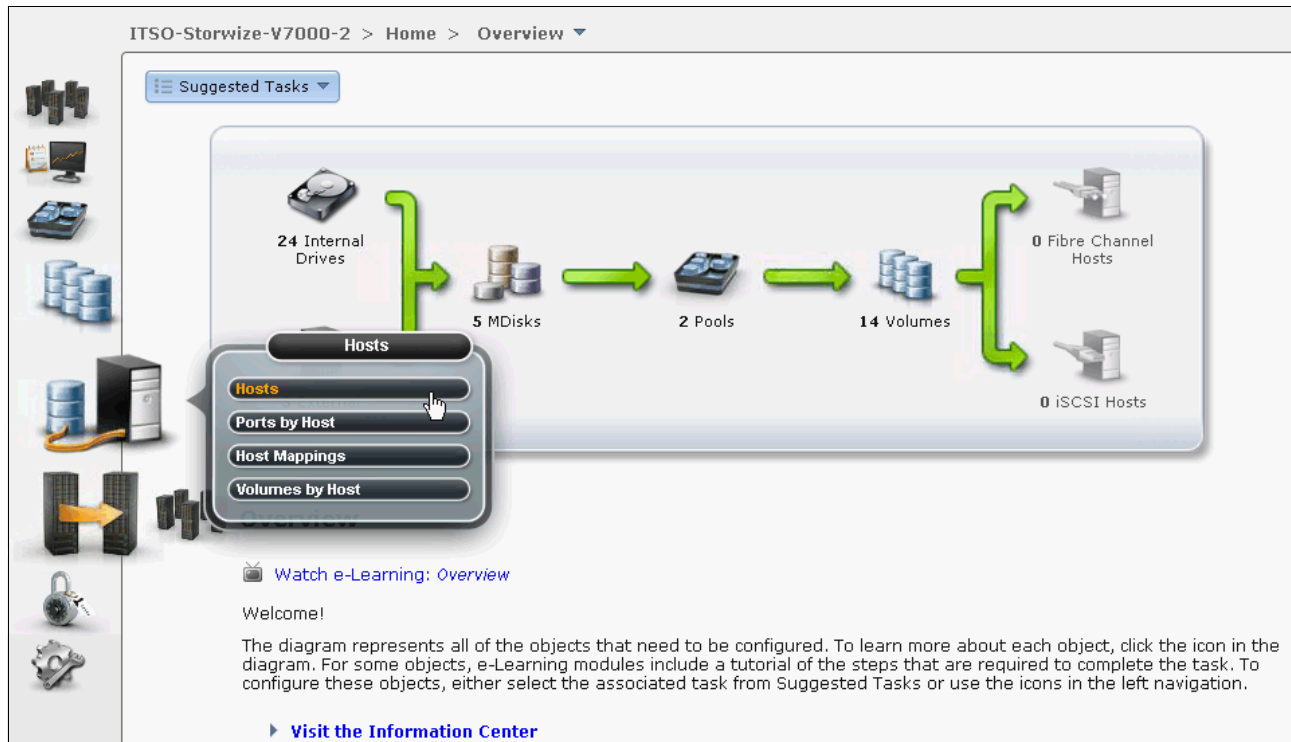 ITSO-Storwize-V7000-2 > Home > Overview
Suggested Tasks
24 Internal
Drives
5 MDisks
2 Pools
14 Volumes
0 Fibre Channel
Hosts
0 iSCSI Hosts
Hosts
Hosts
Ports by Host
Host Mappings
Volumes by Host
Overview
Watch e-Learning: Overview
Welcome!
The diagram represents all of the objects that need to be configured. To learn more about each object, click the icon in the
diagram. For some objects, e-Learning modules include a tutorial of the steps that are required to complete the task. To
configure these objects, either select the associated task from Suggested Tasks or use the icons in the left navigation.
Visit the Information Center